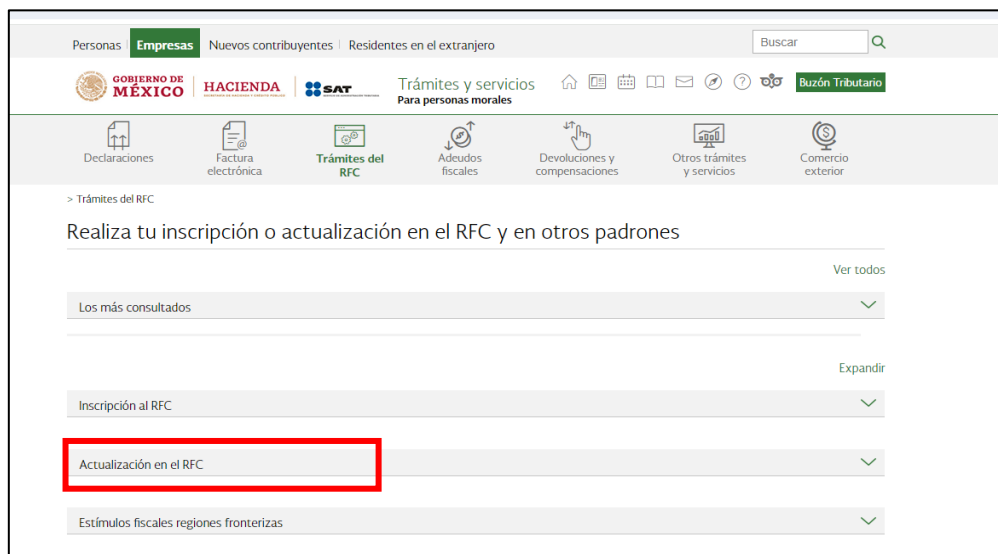 Personas Empresas Nuevos contribuyentes Residentes en el extranjero Buscar
GOBIERNO DE
MÉXICO
HACIENDA
SAT
Trámites y servicios
Para personas morales
Buzón Tributario
Declaraciones
Factura
electrónica
Trámites del
RFC
Adeudos
fiscales
Devoluciones y
compensaciones
Otros trámites
y servicios
Comercio
exterior
> Trámites del RFC
Realiza tu inscripción o actualización en el RFC y en otros padrones
Ver todos
Los más consultados
Expandir
Inscripción al RFC
Actualización en el RFC
Estímulos fiscales regiones fronterizas